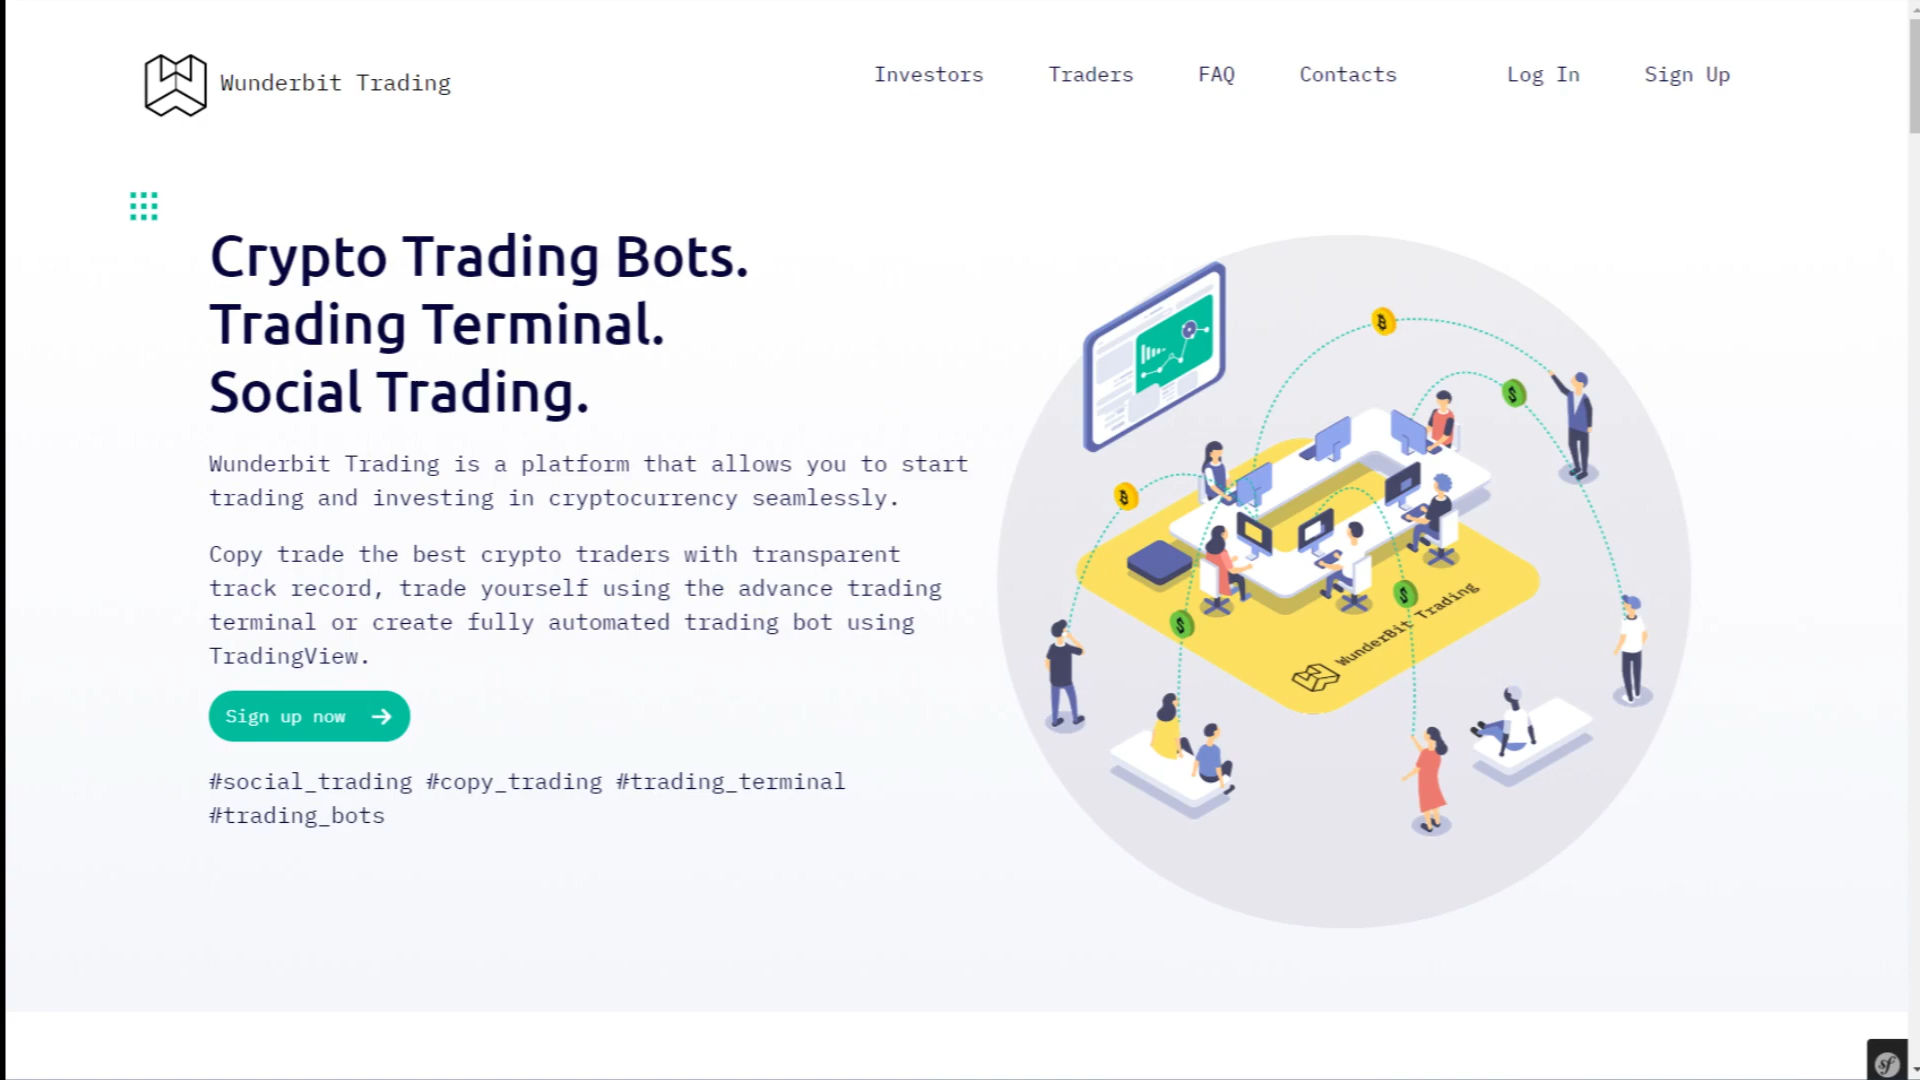 Wunderbit Trading
Investors
Traders
FAQ
Contacts
Log In
Sign Up
Crypto Trading Bots.
Trading Terminal.
Social Trading.
Wunderbit Trading is a platform that allows you to start
trading and investing in cryptocurrency seamlessly.
Copy trade the best crypto traders with transparent
track record, trade yourself using the advance trading
terminal or create fully automated trading bot using
TradingView.
Sign up now
#social_trading #copy_trading #trading_terminal
#trading_bots
WunderBit Trading
sf